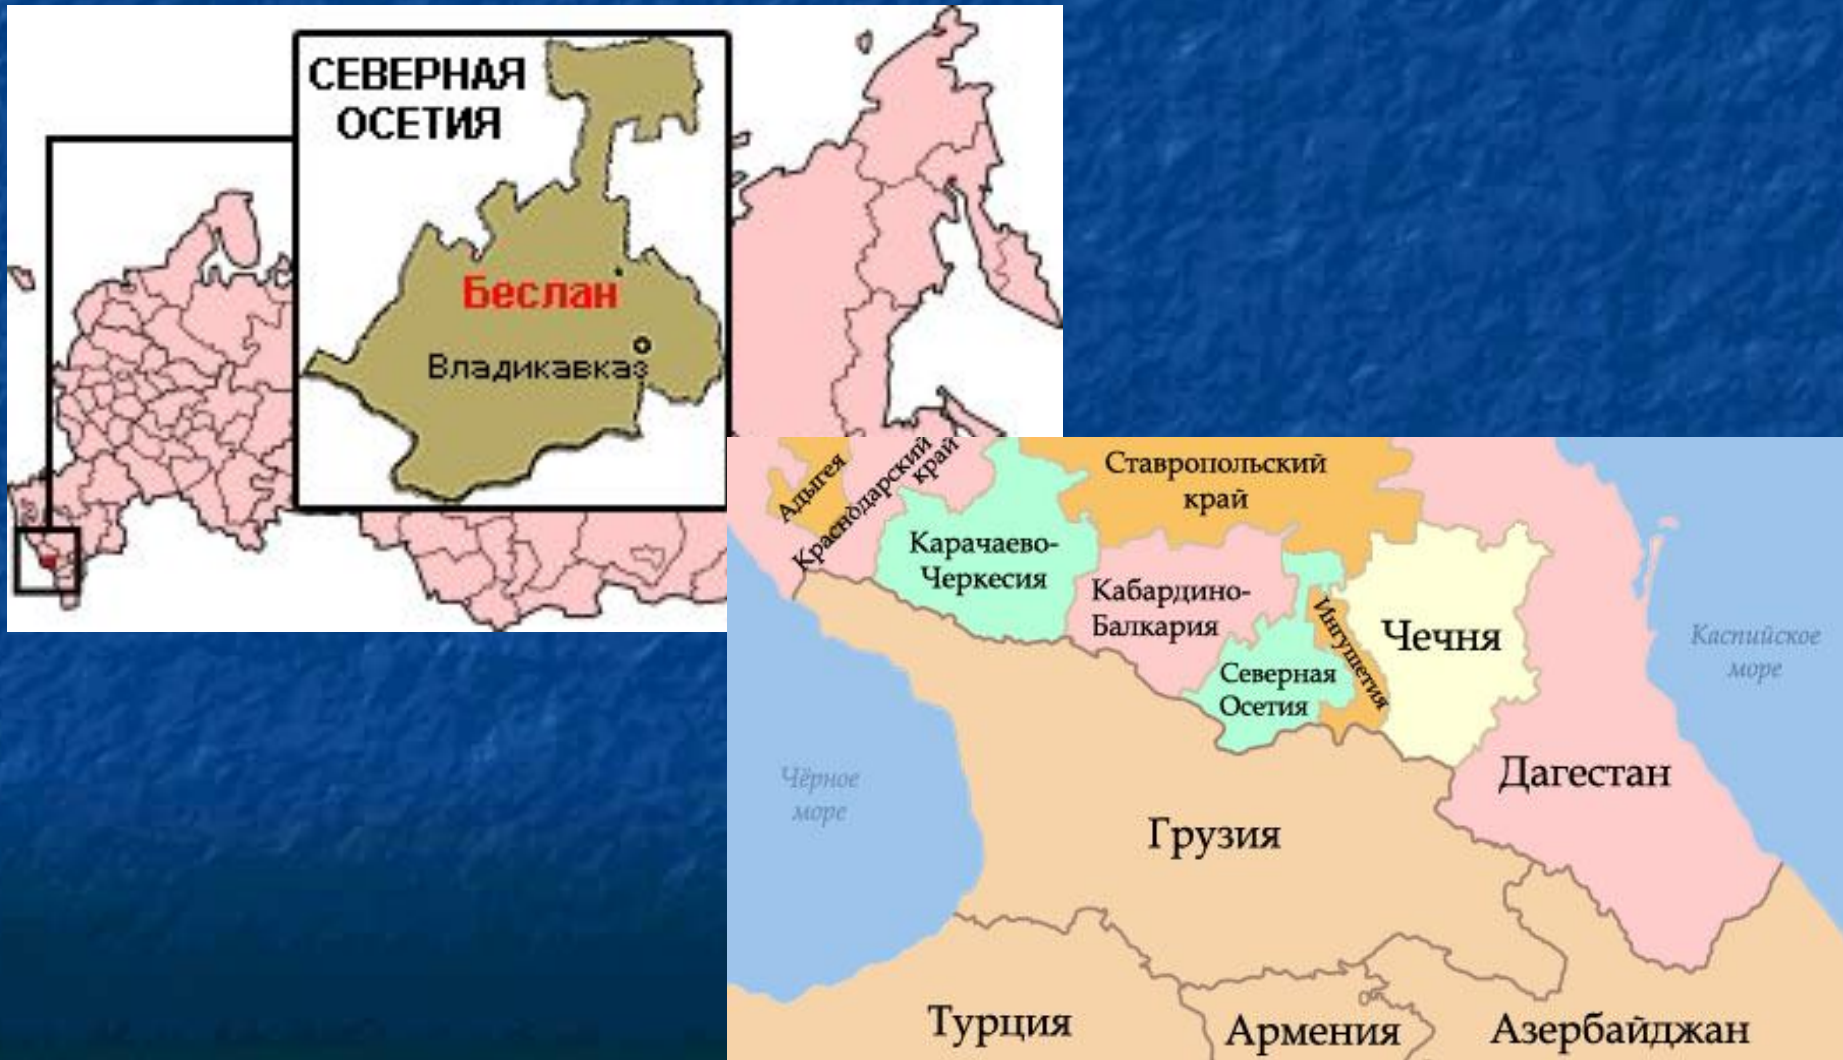 СЕВЕРНАЯ
ОСЕТИЯ
Беслан
Владикавказ
Адыгея
Краснодарский
край
Ставропольский
край
Карачаево-
Черкесия
Кабардино-
Балкария
Северная
Осетия
Ингушетия
Чечня
Дагестан
Каспийское
море
Чёрное
море
Грузия
Турция
Армения
Азербайджан